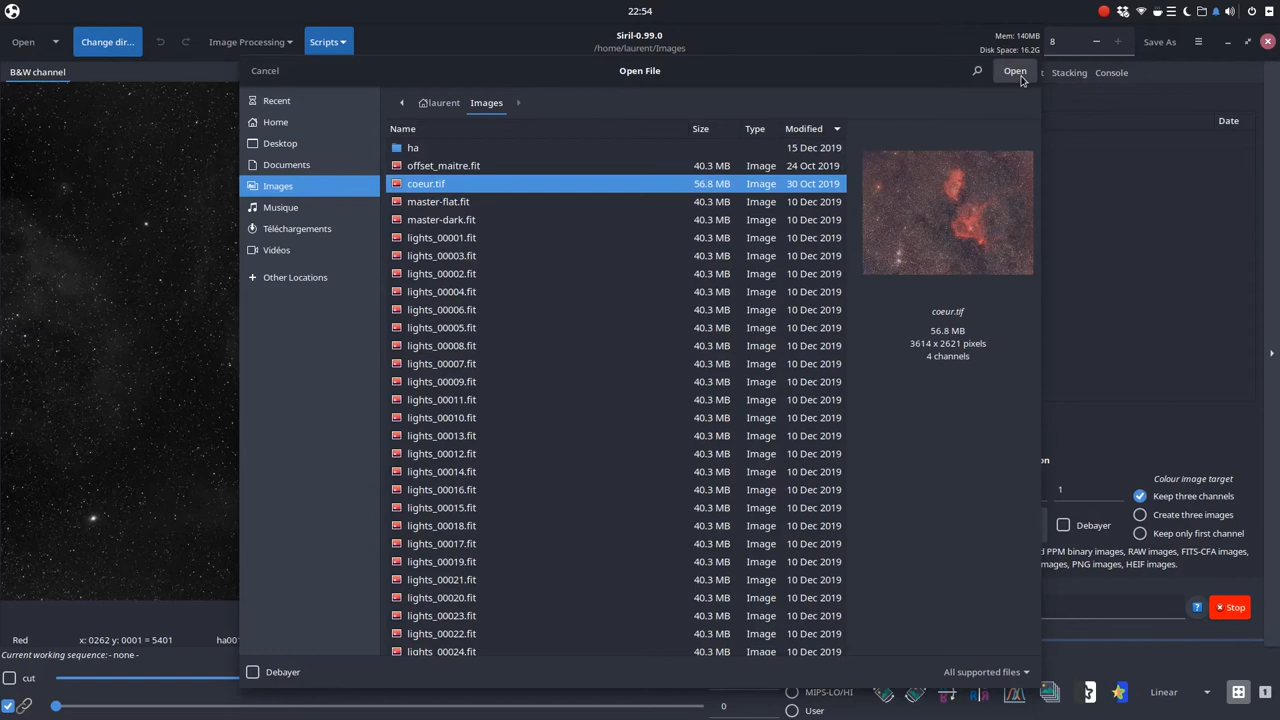 22:54
Open
Change dir...
Image Processing
Scripts
Siril-0.99.0
/home/laurent/Images
Mem: 140MB
Disk Space: 16.2G
8
Save As
B&W channel
Cancel
Open File
Open
t Stacking Console
Recent
Home
Desktop
Documents
Images
Musique
Téléchargements
Vidéos
Other Locations
laurent Images
Name Size Type Modified
ha 15 Dec 2019
offset_maitre.fit 40.3 MB Image 24 Oct 2019
coeur.tif 56.8 MB Image 30 Oct 2019
master-flat.fit 40.3 MB Image 10 Dec 2019
master-dark.fit 40.3 MB Image 10 Dec 2019
lights_00001.fit 40.3 MB Image 10 Dec 2019
lights_00003.fit 40.3 MB Image 10 Dec 2019
lights_00002.fit 40.3 MB Image 10 Dec 2019
lights_00004.fit 40.3 MB Image 10 Dec 2019
lights_00006.fit 40.3 MB Image 10 Dec 2019
lights_00005.fit 40.3 MB Image 10 Dec 2019
lights_00008.fit 40.3 MB Image 10 Dec 2019
lights_00007.fit 40.3 MB Image 10 Dec 2019
lights_00009.fit 40.3 MB Image 10 Dec 2019
lights_00011.fit 40.3 MB Image 10 Dec 2019
lights_00010.fit 40.3 MB Image 10 Dec 2019
lights_00013.fit 40.3 MB Image 10 Dec 2019
lights_00012.fit 40.3 MB Image 10 Dec 2019
lights_00014.fit 40.3 MB Image 10 Dec 2019
lights_00016.fit 40.3 MB Image 10 Dec 2019
lights_00015.fit 40.3 MB Image 10 Dec 2019
lights_00018.fit 40.3 MB Image 10 Dec 2019
lights_00017.fit 40.3 MB Image 10 Dec 2019
lights_00019.fit 40.3 MB Image 10 Dec 2019
lights_00021.fit 40.3 MB Image 10 Dec 2019
lights_00020.fit 40.3 MB Image 10 Dec 2019
lights_00023.fit 40.3 MB Image 10 Dec 2019
lights_00022.fit 40.3 MB Image 10 Dec 2019
lights_00024.fit 40.3 MB Image 10 Dec 2019
coeur.tif
56.8 MB
3614 x 2621 pixels
4 channels
Date
on
Colour image target
1
Keep three channels
Create three images
Debayer
Keep only first channel
d PPM binary images, RAW images, FITS-CFA images,
mages, PNG images, HEIF images.
? Stop
Red x: 0262 y: 0001 = 5401 ha001
Current working sequence: - none -
Debayer
All supported files
cut
0
MIPS-LO/HI
User
Linear
1